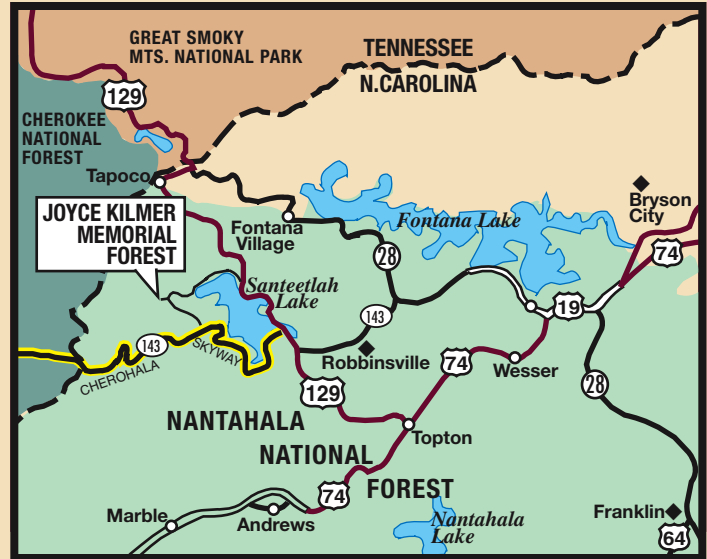 GREAT SMOKY
MTS. NATIONAL PARK
TENNESSEE
N.CAROLINA
129
CHEROKEE
NATIONAL
FOREST
Tapoco
JOYCE KILMER
MEMORIAL
FOREST
Fontana
Village
Fontana Lake
Bryson
City
74
28
Santeetlah
Lake
19
143
143
SKYWAY
CHEROHALA
Robbinsville
74
Wesser
28
129
NANTAHALA
NATIONAL
FOREST
Topton
74
Marble
Andrews
Nantahala
Lake
Franklin
64